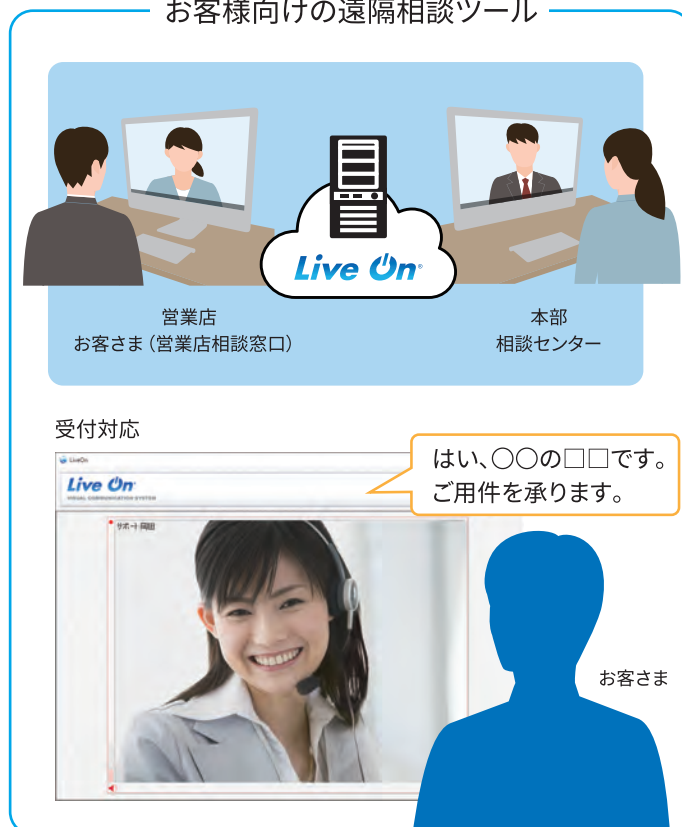 お客様向けの遠隔相談ツール
Live On
営業店
お客さま（営業店相談窓口）
本部
相談センター
受付対応
LiveOn
Live On
VISUAL COMMUNICATION SYSTEM
はい、〇〇の□□です。
ご用件を承ります。
サポート岡田
お客さま